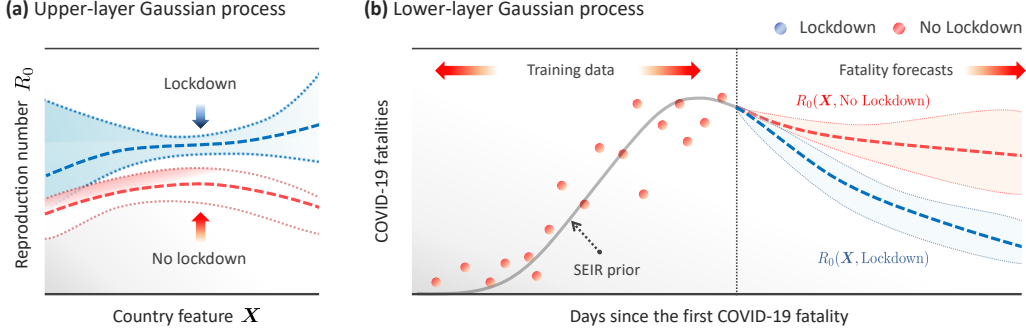 (a) Upper-layer Gaussian process
Reproduction number R₀
Lockdown
No lockdown
Country feature X
(b) Lower-layer Gaussian process
Lockdown
No Lockdown
Training data
Fatality forecasts
R₀(X, No Lockdown)
COVID-19 fatalities
SEIR prior
R₀(X, Lockdown)
Days since the first COVID-19 fatality